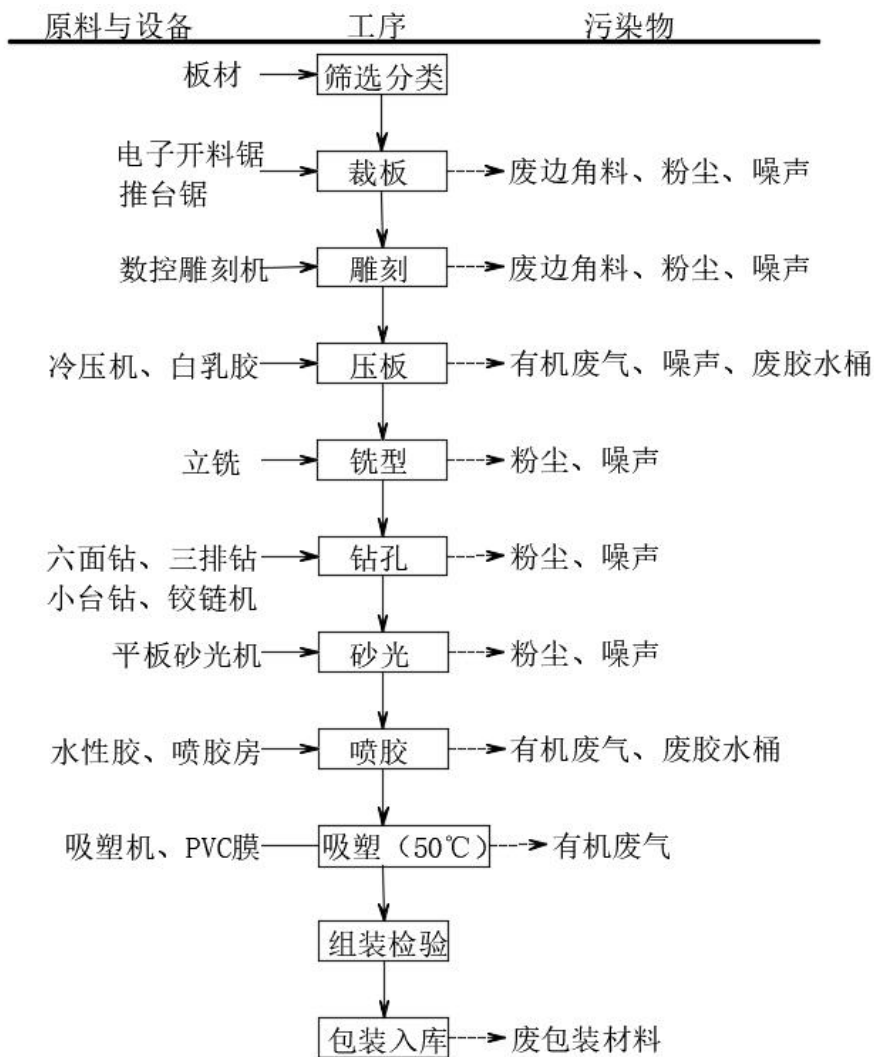 原料与设备 工序 污染物
板材 筛选分类
电子开料锯
推台锯 裁板 废边角料、粉尘、噪声
数控雕刻机 雕刻 废边角料、粉尘、噪声
冷压机、白乳胶 压板 有机废气、噪声、废胶水桶
立铣 铣型 粉尘、噪声
六面钻、三排钻 钻孔 粉尘、噪声
小台钻、铰链机
平板砂光机 砂光 粉尘、噪声
水性胶、喷胶房 喷胶 有机废气、废胶水桶
吸塑机、PVC膜 吸塑（50℃） 有机废气
组装检验
包装入库 废包装材料